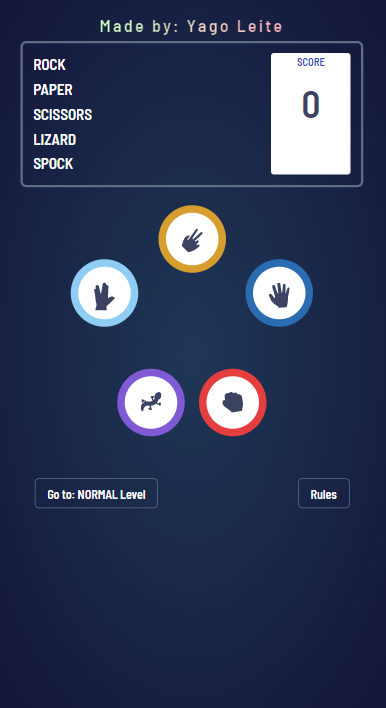 Made by: Yago Leite
ROCK
PAPER
SCISSORS
LIZARD
SPOCK
SCORE
0
Go to: NORMAL Level
Rules